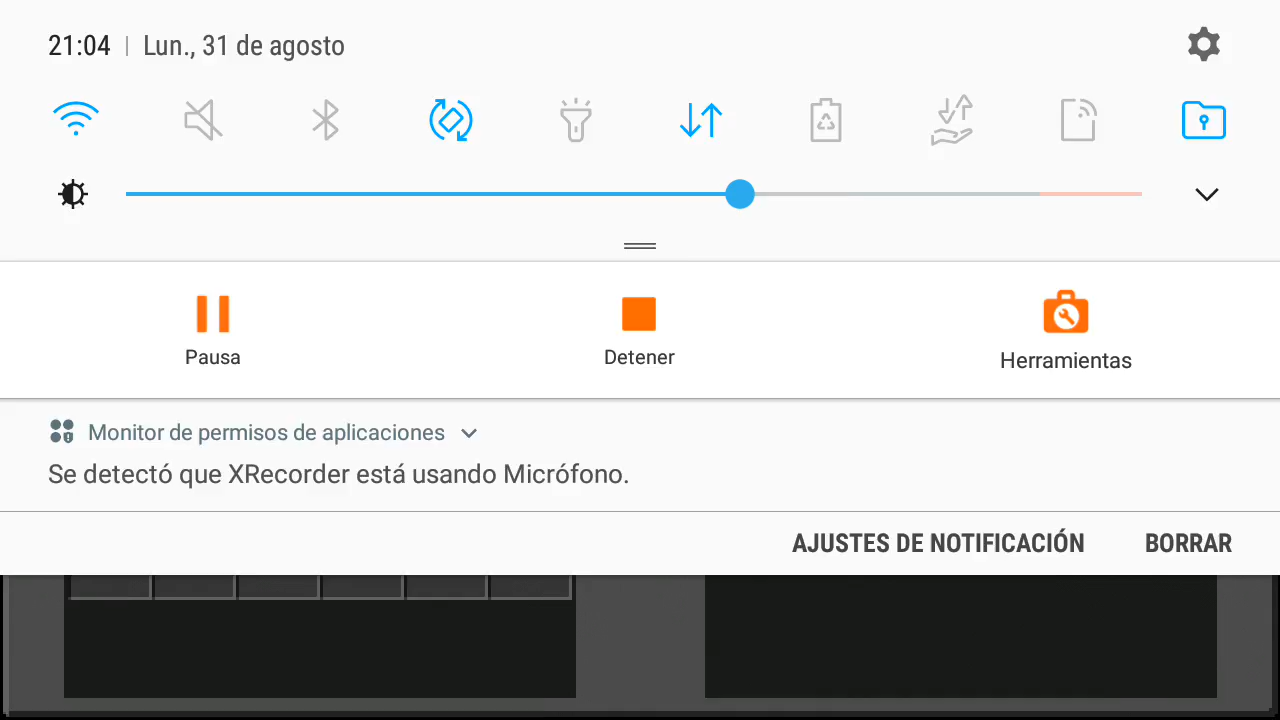 21:04 | Lun., 31 de agosto
Pausa
Detener
Herramientas
Monitor de permisos de aplicaciones
Se detectó que XRecorder está usando Micrófono.
AJUSTES DE NOTIFICACIÓN
BORRAR